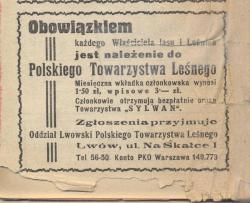 Obowiązkiem
każdego Właściciela lasu i Leśnika
jest należenie do
Polskiego Towarzystwa Leśnego
Miesięczna wkładka członkowska wynosi
1·50 zł, wpisowe 3·— zł.
Członkowie otrzymują bezpłatnie organ
Towarzystwa "SYLWAN".
Zgłoszenia przyjmuje
Oddział Lwowski Polskiego Towarzystwa Leśnego
Lwów, ul. Na Skałce 1
Tel 56-50 Konto PKO Warszawa 149.773